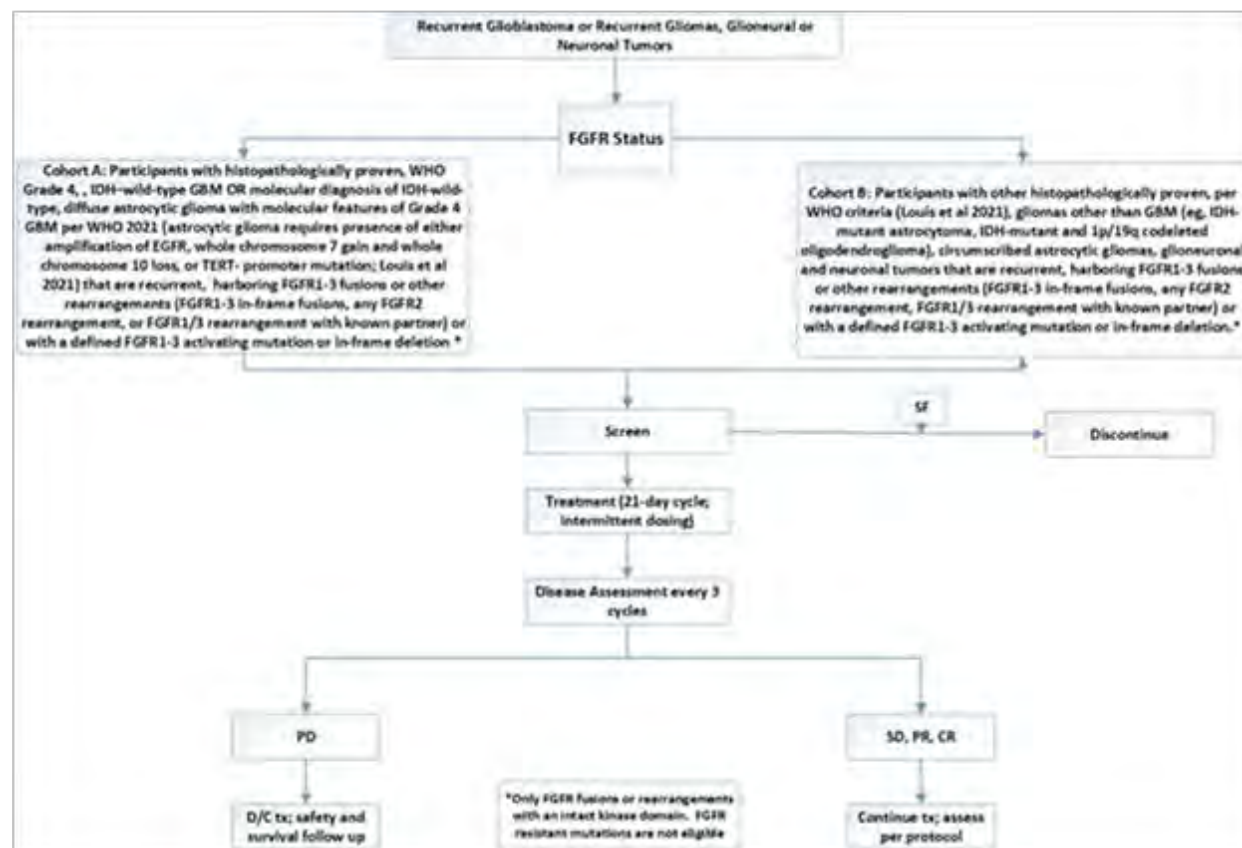 Recurrent Glioblastoma or Recurrent Gliomas, Glioneural or
Neuronal Tumors
FGFR Status
Cohort A: Participants with histopathologically proven, WHO
Grade 4, , IDH-wild-type GBM OR molecular diagnosis of IDH-wild-
type, diffuse astrocytic glioma with molecular features of Grade 4
GBM per WHO 2021 (astrocytic glioma requires presence of either
amplification of EGFR, whole chromosome 7 gain and whole
chromosome 10 loss, or TERT- promoter mutation; Louis et al
2021) that are recurrent, harboring FGFR1-3 fusions or other
rearrangements (FGFR1-3 in-frame fusions, any FGFR2
rearrangement, or FGFR1/3 rearrangement with known partner) or
with a defined FGFR1-3 activating mutation or in-frame deletion *
Cohort B: Participants with other histopathologically proven, per
WHO criteria (Louis et al 2021), gliomas other than GBM (eg, IDH-
mutant astrocytoma, IDH-mutant and 1p/19q codeleted
oligodendroglioma), circumscribed astrocytic gliomas, glioneuronal
and neuronal tumors that are recurrent, harboring FGFR1-3 fusions
or other rearrangements (FGFR1-3 in-frame fusions, any FGFR2
rearrangement, FGFR1/3 rearrangement with known partner) or
with a defined FGFR1-3 activating mutation or in-frame deletion.*
SF
Screen
Discontinue
Treatment (21-day cycle;
intermittent dosing)
Disease Assessment every 3
cycles
PD
SD, PR, CR
D/C tx; safety and
survival follow up
*Only FGFR fusions or rearrangements
with an intact kinase domain. FGFR
resistant mutations are not eligible
Continue tx; assess
per protocol